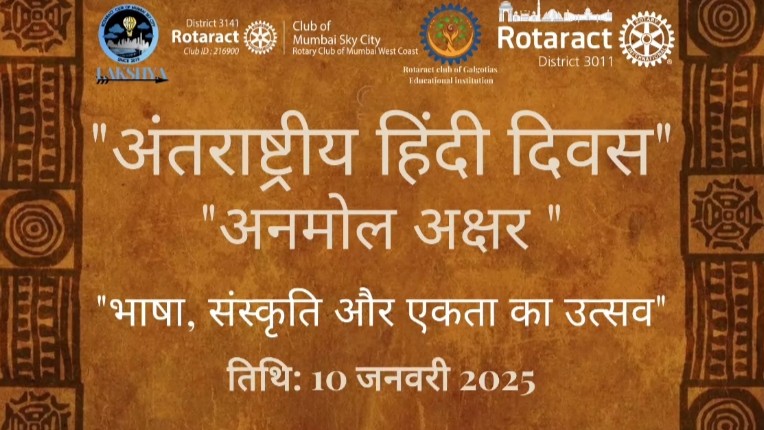 District 3141
Rotaract
Club ID : 216900
Club of
Mumbai Sky City
Rotary Club of Mumbai West Coast
LAKSHYA
Rotaract club of Galgotias
Educational institution
Rotaract
District 3011
"अंतराष्ट्रीय हिंदी दिवस"
"अनमोल अक्षर "
"भाषा, संस्कृति और एकता का उत्सव"
तिथि: 10 जनवरी 2025